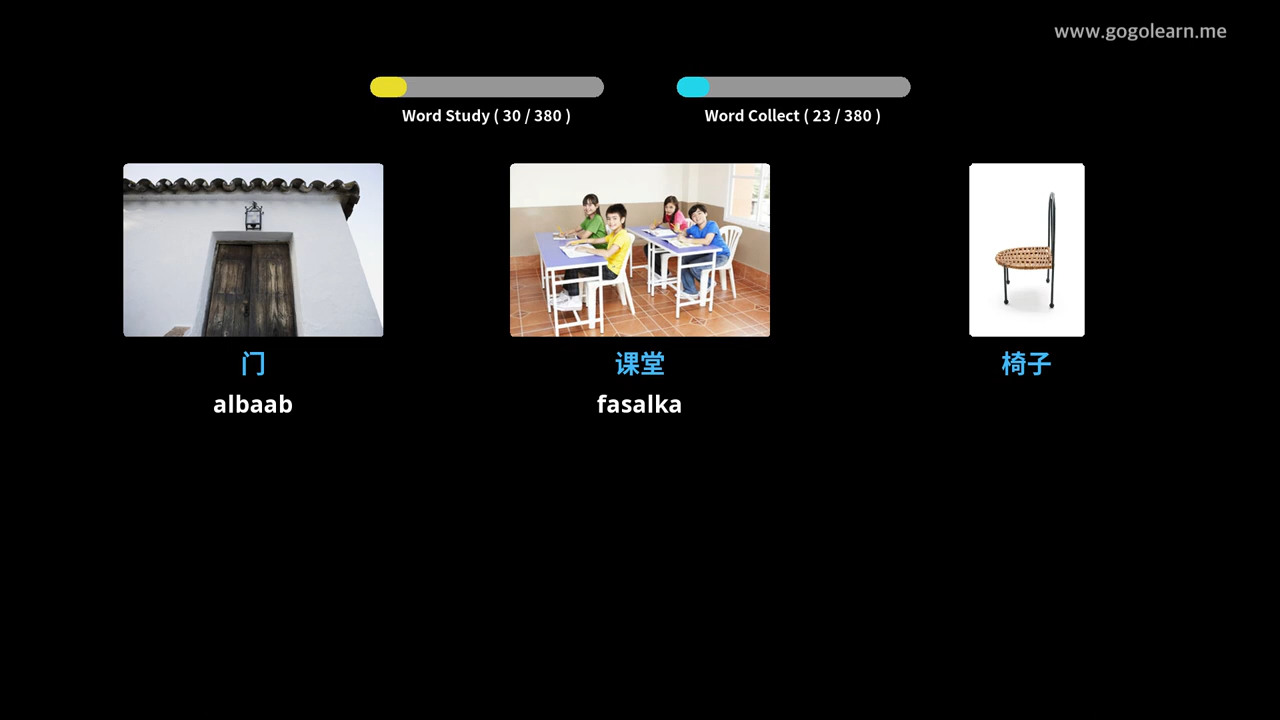 www.gogolearn.me
Word Study ( 30 / 380 )
Word Collect ( 23 / 380 )
门
课堂
椅子
albaab
fasalka